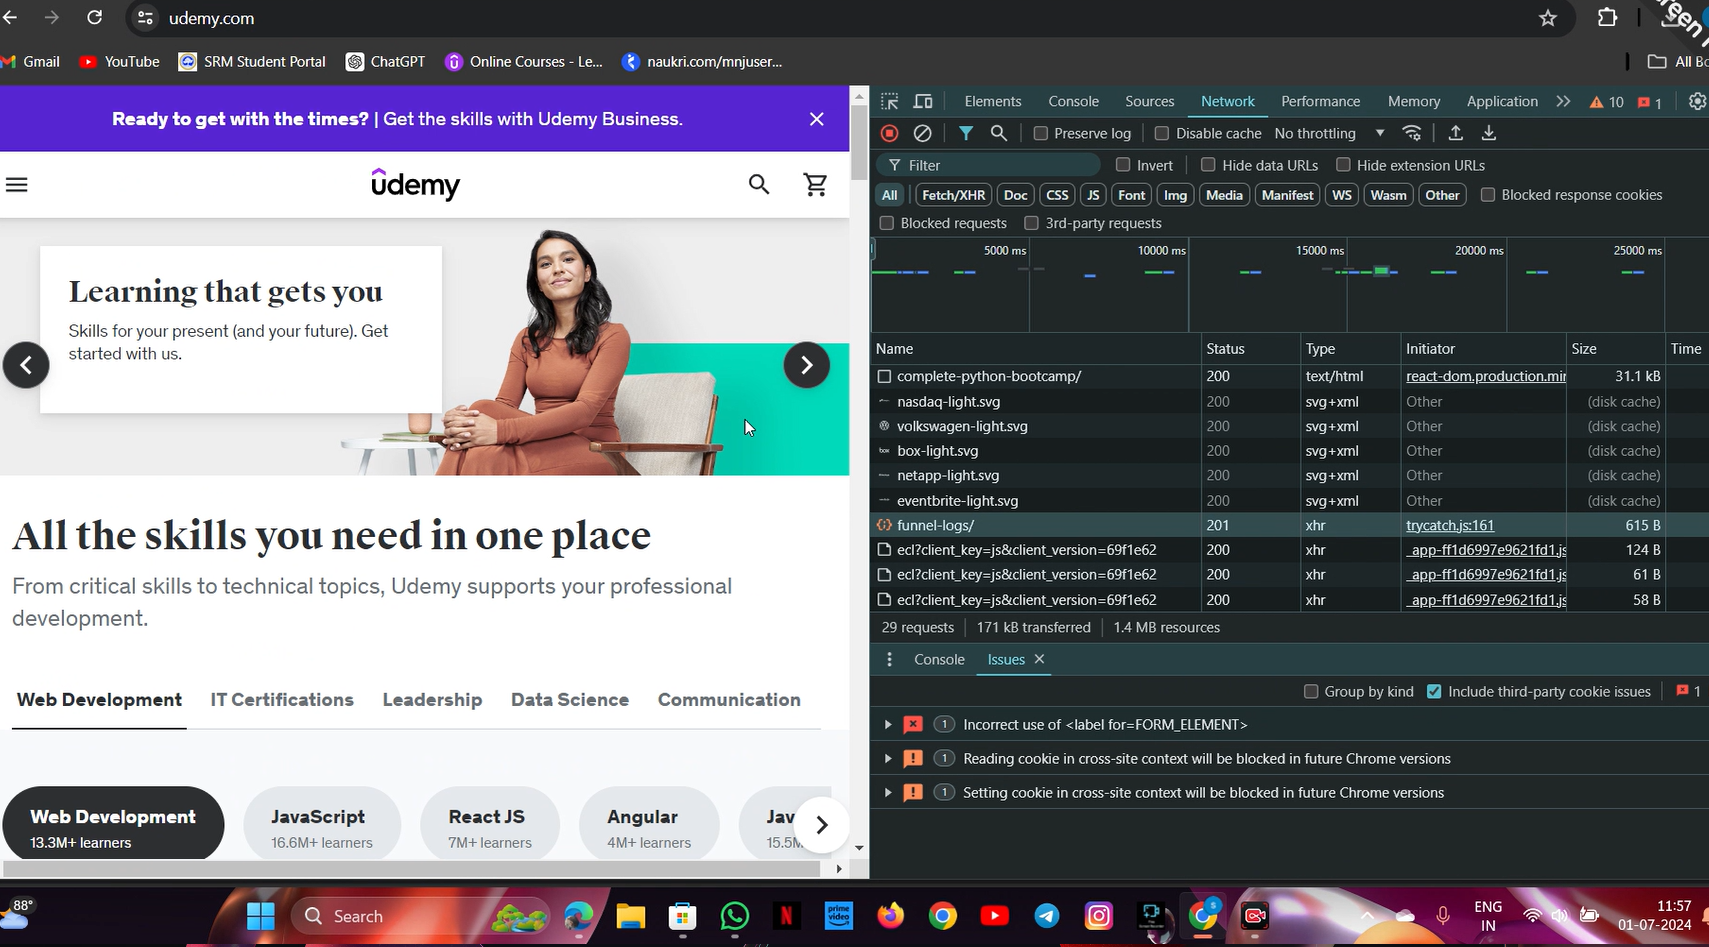 udemy.com
Gmail YouTube SRM Student Portal ChatGPT Online Courses - Le... naukri.com/mnjuser...
Ready to get with the times? | Get the skills with Udemy Business.
udemy
Learning that gets you
Skills for your present (and your future). Get
started with us.
All the skills you need in one place
From critical skills to technical topics, Udemy supports your professional
development.
Web Development IT Certifications Leadership Data Science Communication
Web Development JavaScript React JS Angular Jav
13.3M+ learners 16.6M+ learners 7M+ learners 4M+ learners 15.5M
Elements Console Sources Network Performance Memory Application 10 1
Preserve log Disable cache No throttling
Filter Invert Hide data URLs Hide extension URLs
All Fetch/XHR Doc CSS JS Font Img Media Manifest WS Wasm Other Blocked response cookies
Blocked requests 3rd-party requests
5000 ms 10000 ms 15000 ms 20000 ms 25000 ms
Name Status Type Initiator Size Time
complete-python-bootcamp/ 200 text/html react-dom.production.min 31.1 kB
nasdaq-light.svg 200 svg+xml Other (disk cache)
volkswagen-light.svg 200 svg+xml Other (disk cache)
box-light.svg 200 svg+xml Other (disk cache)
netapp-light.svg 200 svg+xml Other (disk cache)
eventbrite-light.svg 200 svg+xml Other (disk cache)
funnel-logs/ 201 xhr trycatch.js:161 615 B
ecl?client_key=js&client_version=69f1e62 200 xhr _app-ff1d6997e9621fd1.js 124 B
ecl?client_key=js&client_version=69f1e62 200 xhr _app-ff1d6997e9621fd1.js 61 B
ecl?client_key=js&client_version=69f1e62 200 xhr _app-ff1d6997e9621fd1.js 58 B
29 requests 171 kB transferred 1.4 MB resources
Console Issues
Group by kind Include third-party cookie issues 1
1 Incorrect use of <label for=FORM_ELEMENT>
1 Reading cookie in cross-site context will be blocked in future Chrome versions
1 Setting cookie in cross-site context will be blocked in future Chrome versions
88° Search prime video ENG IN 11:57
01-07-2024